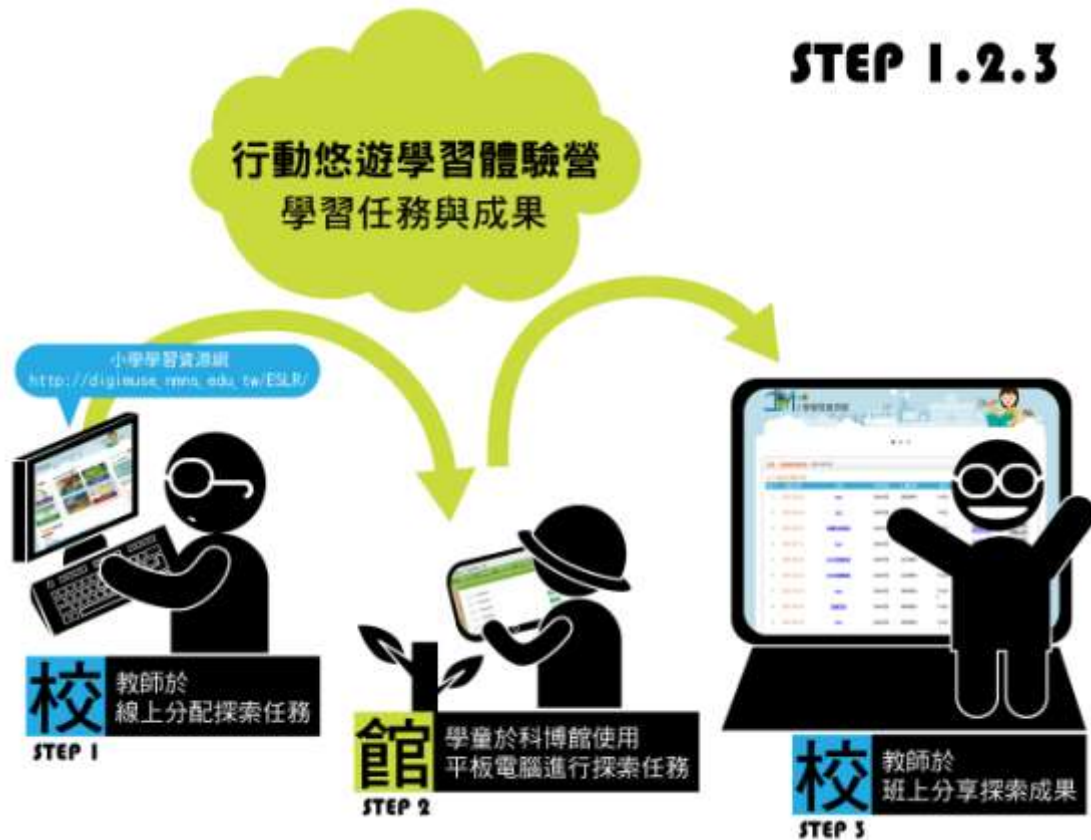 STEP 1.2.3
行動悠遊學習體驗營
學習任務與成果
小學學習資源網
http://digimuse.nmns.edu.tw/ESLR/
校
教師於
線上分配探索任務
STEP 1
館
學童於科博館使用
平板電腦進行探索任務
STEP 2
校
教師於
班上分享探索成果
STEP 3